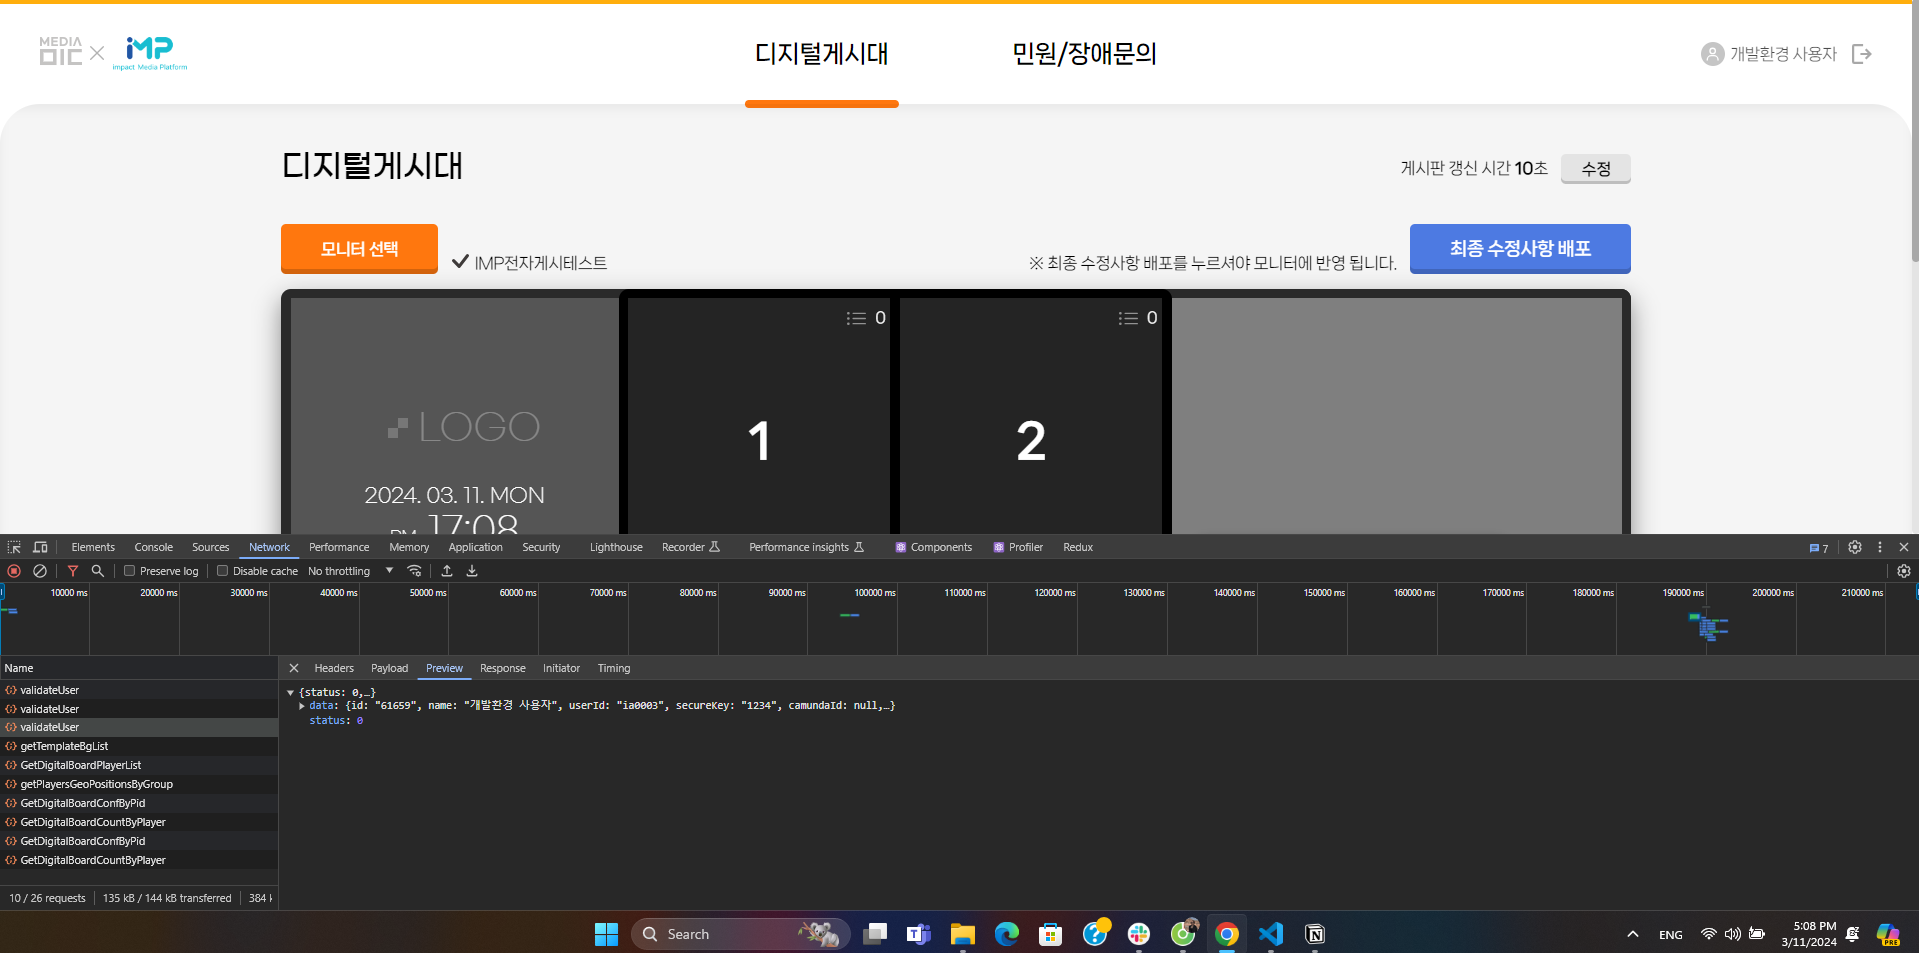 MEDIA
미디 × iMP
Impact Media Platform
디지털게시대
민원/장애문의
개발환경 사용자
디지털게시대
게시판 갱신 시간 10초
수정
모니터 선택
IMP전자게시테스트
※ 최종 수정사항 배포를 누르셔야 모니터에 반영 됩니다.
최종 수정사항 배포
0
0
LOGO
1
2
2024. 03. 11. MON
PM 17:08
Elements Console Sources Network Performance Memory Application Security Lighthouse Recorder Performance insights Components Profiler Redux 7
Preserve log Disable cache No throttling
10000 ms 20000 ms 30000 ms 40000 ms 50000 ms 60000 ms 70000 ms 80000 ms 90000 ms 100000 ms 110000 ms 120000 ms 130000 ms 140000 ms 150000 ms 160000 ms 170000 ms 180000 ms 190000 ms 200000 ms 210000 ms
Name
Headers Payload Preview Response Initiator Timing
validateUser
validateUser
validateUser
getTemplateBgList
GetDigitalBoardPlayerList
getPlayersGeoPositionsByGroup
GetDigitalBoardConfByPid
GetDigitalBoardCountByPlayer
GetDigitalBoardConfByPid
GetDigitalBoardCountByPlayer
{status: 0,…}
data: {id: "61659", name: "개발환경 사용자", userId: "ia0003", secureKey: "1234", camundaId: null,…}
status: 0
10 / 26 requests 135 kB / 144 kB transferred 384 k
Search
ENG
5:08 PM
3/11/2024
PRE